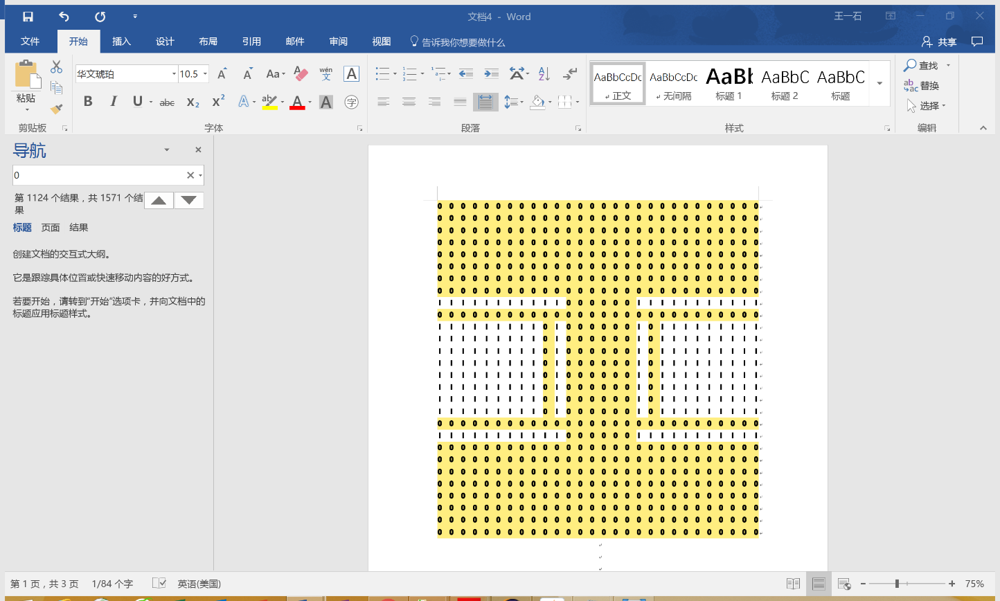 文档4 - Word
王一石
文件 开始 插入 设计 布局 引用 邮件 审阅 视图 告诉我你想要做什么 共享
华文琥珀 10.5 A A Aa A wén 文 A
粘贴
B I U abc X₂ X² A ab A A 字
AaBbCcDc AaBbCcDc AaBb AaBbC AaBbC
正文 无间隔 标题 1 标题 2 标题
查找
替换
选择
剪贴板 字体 段落 样式 编辑
导航
0
第 1124 个结果，共 1571 个结
果
标题 页面 结果
创建文档的交互式大纲。
它是跟踪具体位置或快速移动内容的好方式。
若要开始，请转到“开始”选项卡，并向文档中的
标题应用标题样式。
0 0 0 0 0 0 0 0 0 0 0 0 0 0 0 0 0 0 0 0 0 0 0 0 0 0 0 0
0 0 0 0 0 0 0 0 0 0 0 0 0 0 0 0 0 0 0 0 0 0 0 0 0 0 0 0
0 0 0 0 0 0 0 0 0 0 0 0 0 0 0 0 0 0 0 0 0 0 0 0 0 0 0 0
0 0 0 0 0 0 0 0 0 0 0 0 0 0 0 0 0 0 0 0 0 0 0 0 0 0 0 0
0 0 0 0 0 0 0 0 0 0 0 0 0 0 0 0 0 0 0 0 0 0 0 0 0 0 0 0
0 0 0 0 0 0 0 0 0 0 0 0 0 0 0 0 0 0 0 0 0 0 0 0 0 0 0 0
0 0 0 0 0 0 0 0 0 0 0 0 0 0 0 0 0 0 0 0 0 0 0 0 0 0 0 0
0 0 0 0 0 0 0 0 0 0 0 0 0 0 0 0 0 0 0 0 0 0 0 0 0 0 0 0
1 1 1 1 1 1 1 1 1 1 1 0 0 0 0 0 0 1 1 1 1 1 1 1 1 1 1 1
0 0 0 0 0 0 0 0 0 0 0 0 0 0 0 0 0 0 0 0 0 0 0 0 0 0 0 0
1 1 1 1 1 1 1 1 1 0 1 0 0 0 0 0 0 1 0 1 1 1 1 1 1 1 1 1
1 1 1 1 1 1 1 1 1 0 1 0 0 0 0 0 0 1 0 1 1 1 1 1 1 1 1 1
1 1 1 1 1 1 1 1 1 0 1 0 0 0 0 0 0 1 0 1 1 1 1 1 1 1 1 1
1 1 1 1 1 1 1 1 1 0 1 0 0 0 0 0 0 1 0 1 1 1 1 1 1 1 1 1
1 1 1 1 1 1 1 1 1 0 1 0 0 0 0 0 0 1 0 1 1 1 1 1 1 1 1 1
1 1 1 1 1 1 1 1 1 0 1 0 0 0 0 0 0 1 0 1 1 1 1 1 1 1 1 1
1 1 1 1 1 1 1 1 1 0 1 0 0 0 0 0 0 1 0 1 1 1 1 1 1 1 1 1
1 1 1 1 1 1 1 1 1 0 1 0 0 0 0 0 0 1 0 1 1 1 1 1 1 1 1 1
0 0 0 0 0 0 0 0 0 0 0 0 0 0 0 0 0 0 0 0 0 0 0 0 0 0 0 0
1 1 1 1 1 1 1 1 1 1 1 0 0 0 0 0 0 1 1 1 1 1 1 1 1 1 1 1
0 0 0 0 0 0 0 0 0 0 0 0 0 0 0 0 0 0 0 0 0 0 0 0 0 0 0 0
0 0 0 0 0 0 0 0 0 0 0 0 0 0 0 0 0 0 0 0 0 0 0 0 0 0 0 0
0 0 0 0 0 0 0 0 0 0 0 0 0 0 0 0 0 0 0 0 0 0 0 0 0 0 0 0
0 0 0 0 0 0 0 0 0 0 0 0 0 0 0 0 0 0 0 0 0 0 0 0 0 0 0 0
0 0 0 0 0 0 0 0 0 0 0 0 0 0 0 0 0 0 0 0 0 0 0 0 0 0 0 0
0 0 0 0 0 0 0 0 0 0 0 0 0 0 0 0 0 0 0 0 0 0 0 0 0 0 0 0
0 0 0 0 0 0 0 0 0 0 0 0 0 0 0 0 0 0 0 0 0 0 0 0 0 0 0 0
0 0 0 0 0 0 0 0 0 0 0 0 0 0 0 0 0 0 0 0 0 0 0 0 0 0 0 0
第 1 页，共 3 页 1/84 个字 英语(美国) 75%